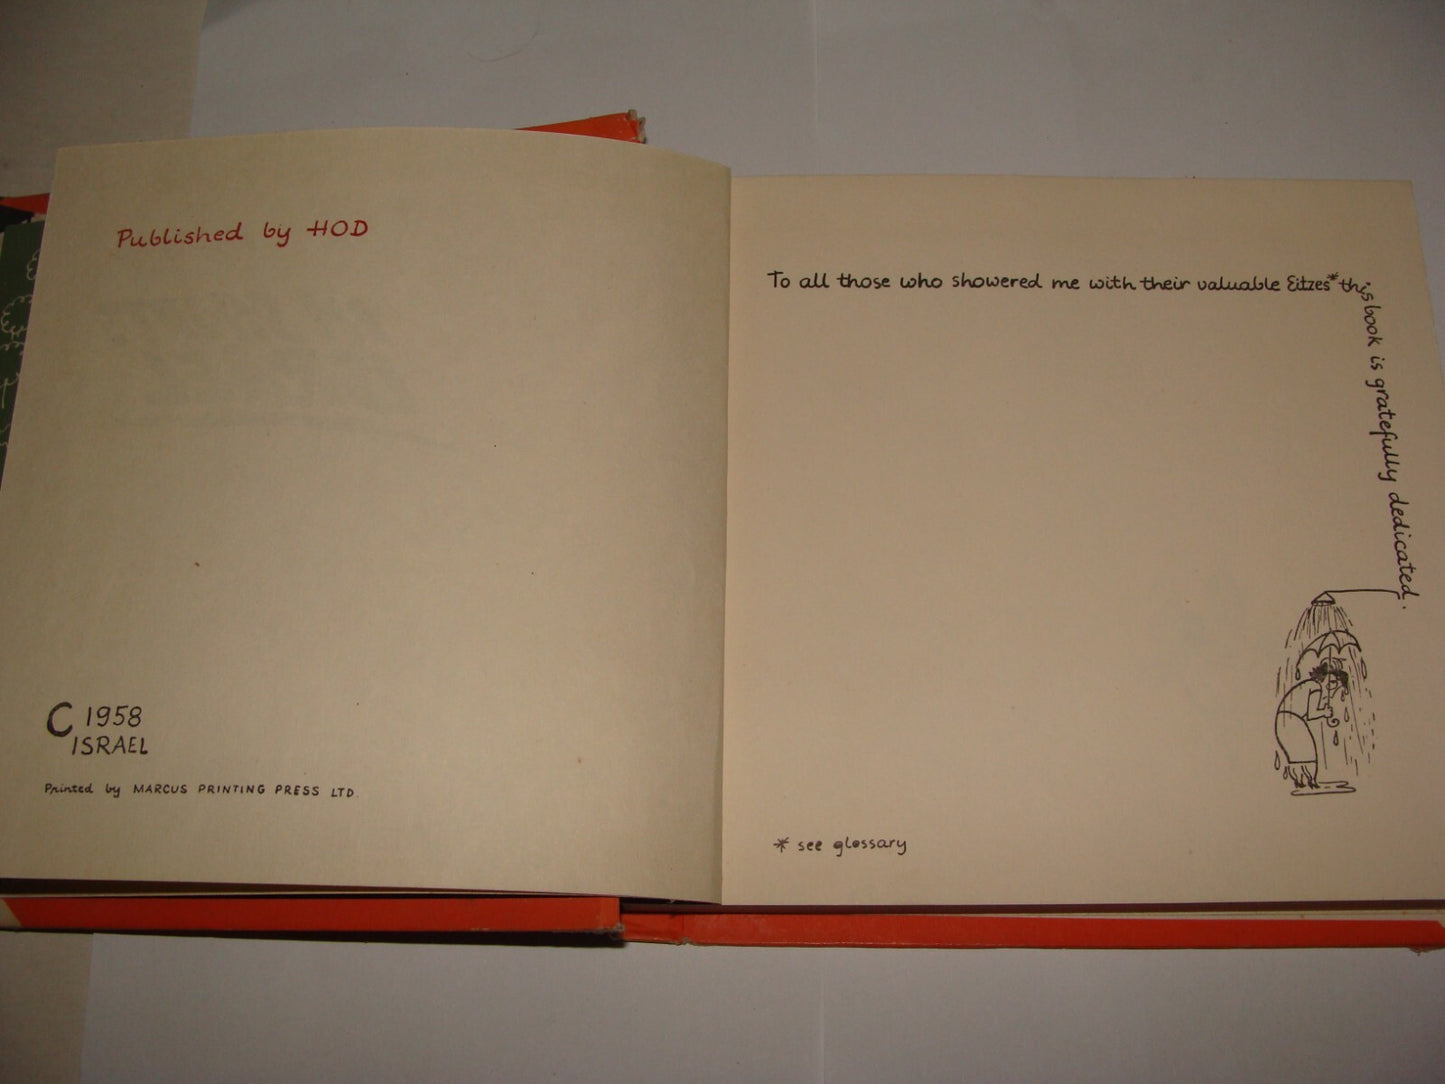 Published by HOD
C 1958
ISRAEL
Printed by MARCUS PRINTING PRESS LTD.
To all those who showered me with their valuable Eitzes* this book is gratefully dedicated.
* see glossary